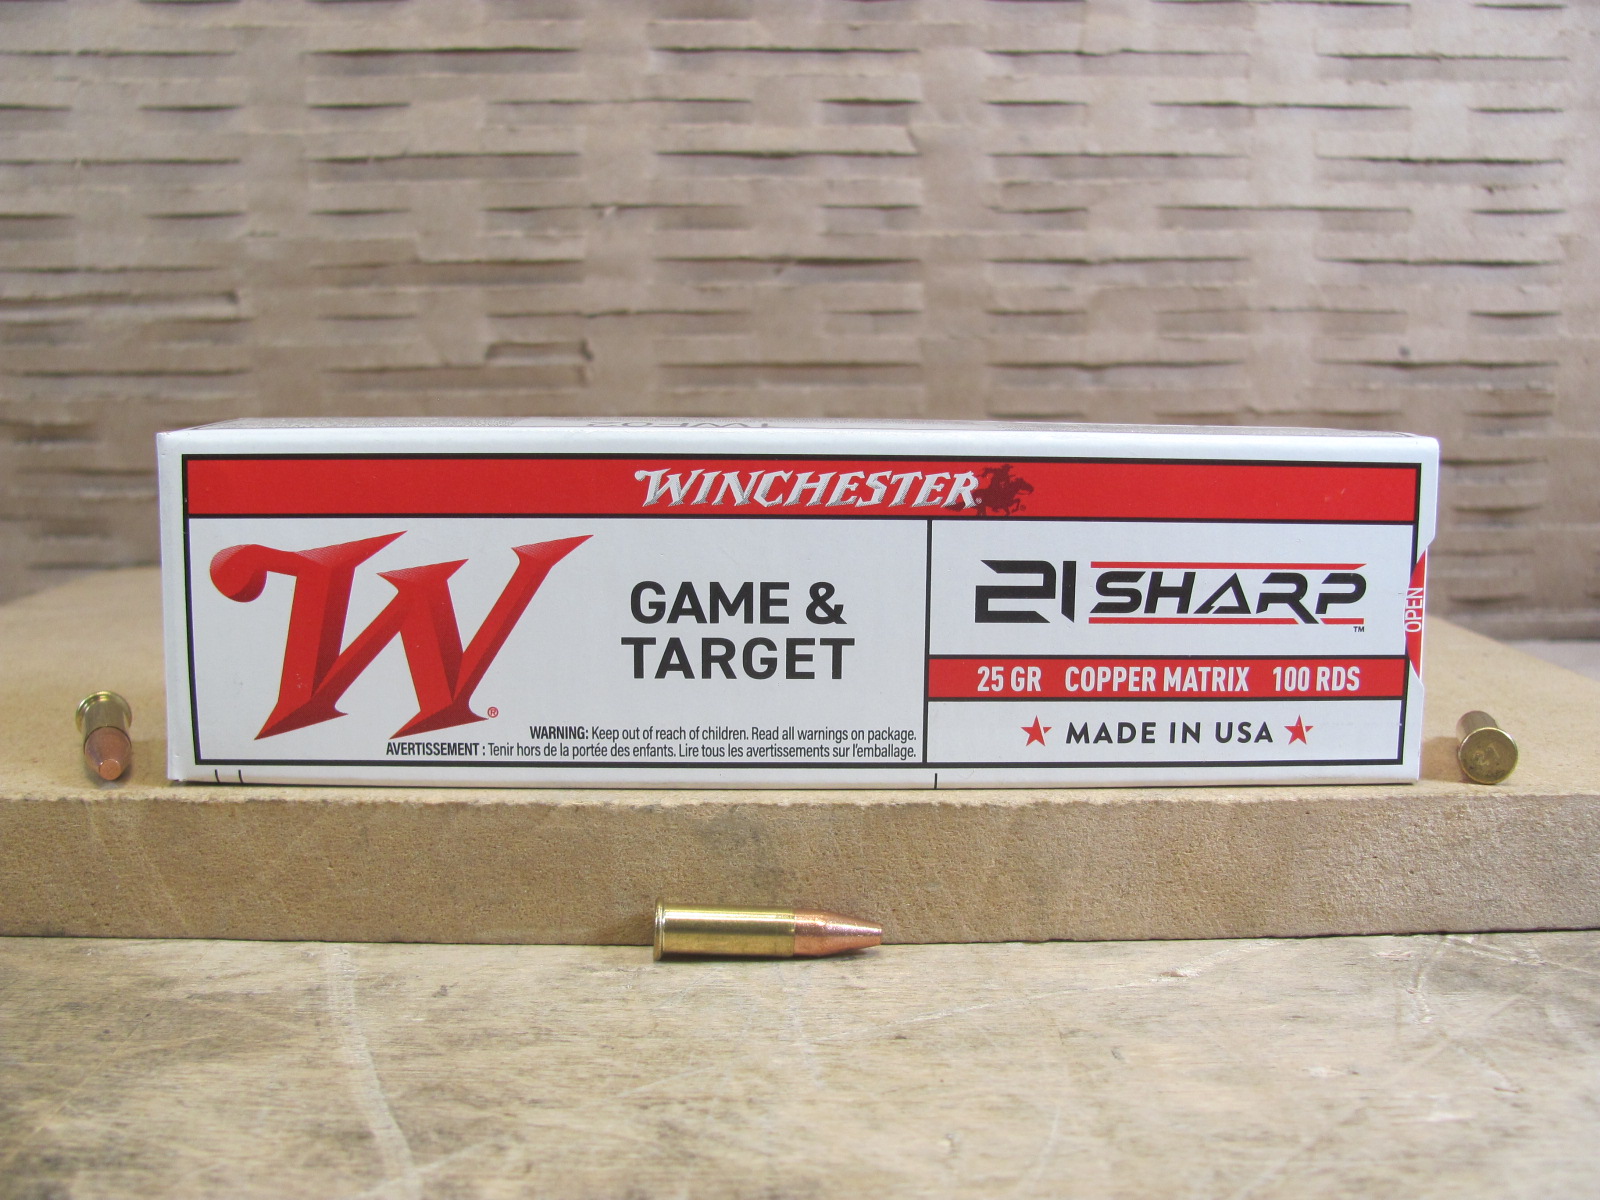 WINCHESTER
W®
GAME &
TARGET
WARNING: Keep out of reach of children. Read all warnings on package.
AVERTISSEMENT : Tenir hors de la portée des enfants. Lire tous les avertissements sur l'emballage.
21 SHARP™
25 GR COPPER MATRIX 100 RDS
MADE IN USA
OPEN